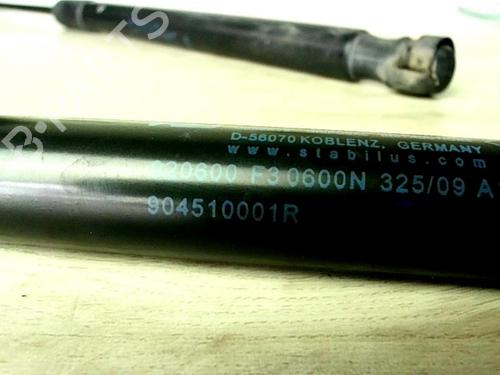 D-56070 KOBLENZ, GERMANY
www.stabilus.com
020600 F3 0600N 325/09 A
904510001R